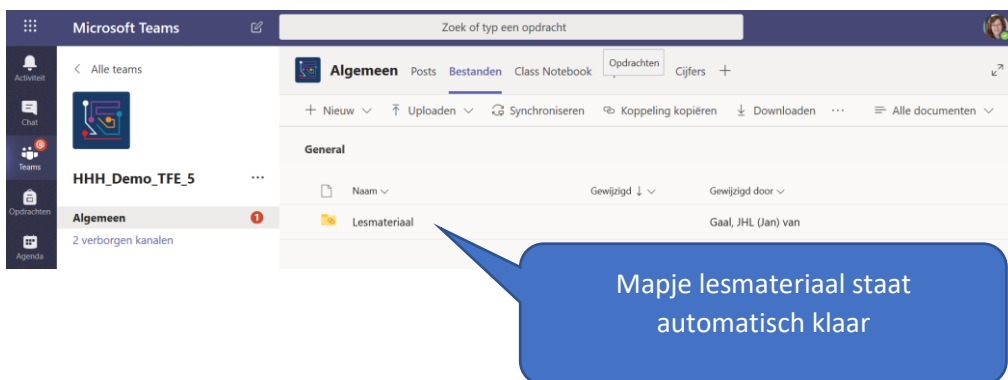 Microsoft Teams
Zoek of typ een opdracht
Activiteit
Chat
Teams
Opdrachten
Agenda
Alle teams
HHH_Demo_TFE_5
...
Algemeen 1
2 verborgen kanalen
Algemeen Posts Bestanden Class Notebook Opdrachten Cijfers +
+ Nieuw Uploaden Synchroniseren Koppeling kopiëren Downloaden ... Alle documenten
General
Naam Gewijzigd ↓ Gewijzigd door
Lesmateriaal Gaal, JHL (Jan) van
Mapje lesmateriaal staat
automatisch klaar